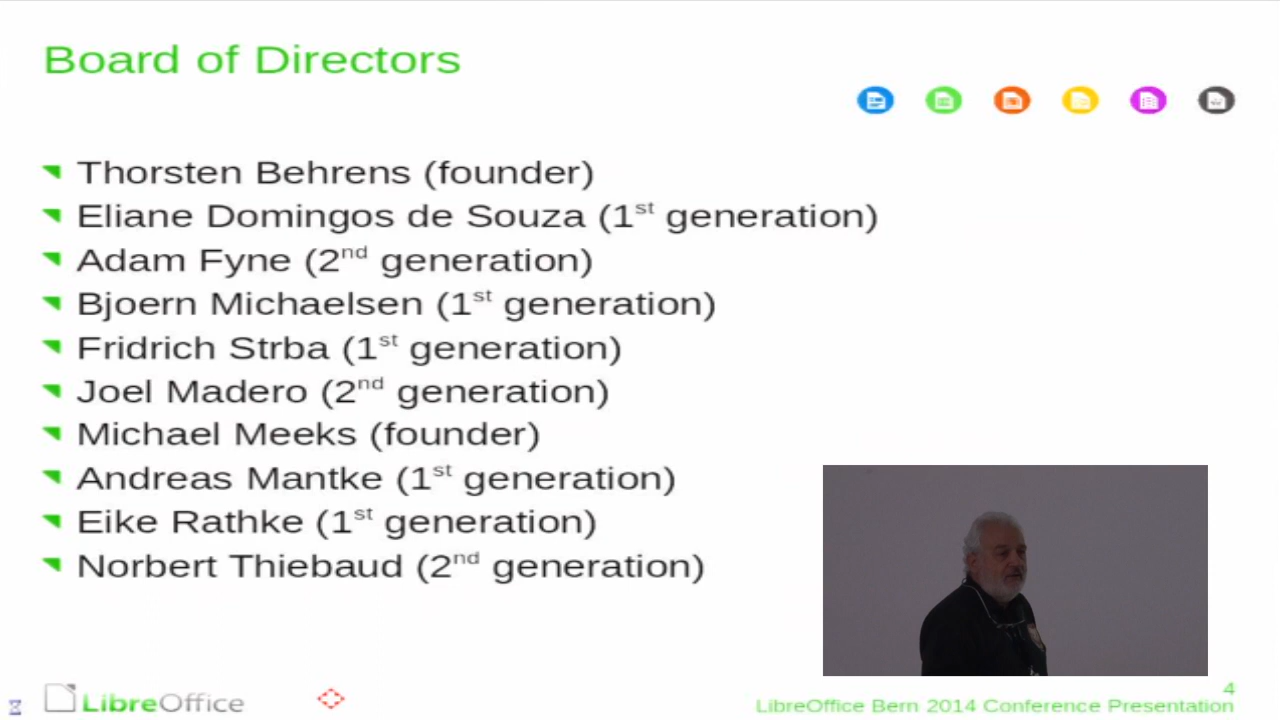 Board of Directors
Thorsten Behrens (founder)
Eliane Domingos de Souza (1st generation)
Adam Fyne (2nd generation)
Bjoern Michaelsen (1st generation)
Fridrich Strba (1st generation)
Joel Madero (2nd generation)
Michael Meeks (founder)
Andreas Mantke (1st generation)
Eike Rathke (1st generation)
Norbert Thiebaud (2nd generation)
4
LibreOffice
LibreOffice Bern 2014 Conference Presentation